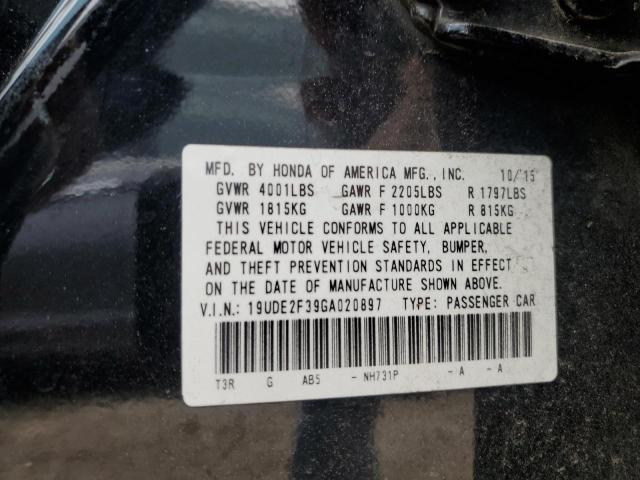 MFD. BY HONDA OF AMERICA MFG., INC. 10/'15
GVWR 4001LBS GAWR F 2205LBS R 1797LBS
GVWR 1815KG GAWR F 1000KG R 815KG
THIS VEHICLE CONFORMS TO ALL APPLICABLE
FEDERAL MOTOR VEHICLE SAFETY, BUMPER,
AND THEFT PREVENTION STANDARDS IN EFFECT
ON THE DATE OF MANUFACTURE SHOWN ABOVE.
V.I.N.: 19UDE2F39GA020897 TYPE: PASSENGER CAR
T3R G AB5 - NH731P - A - A